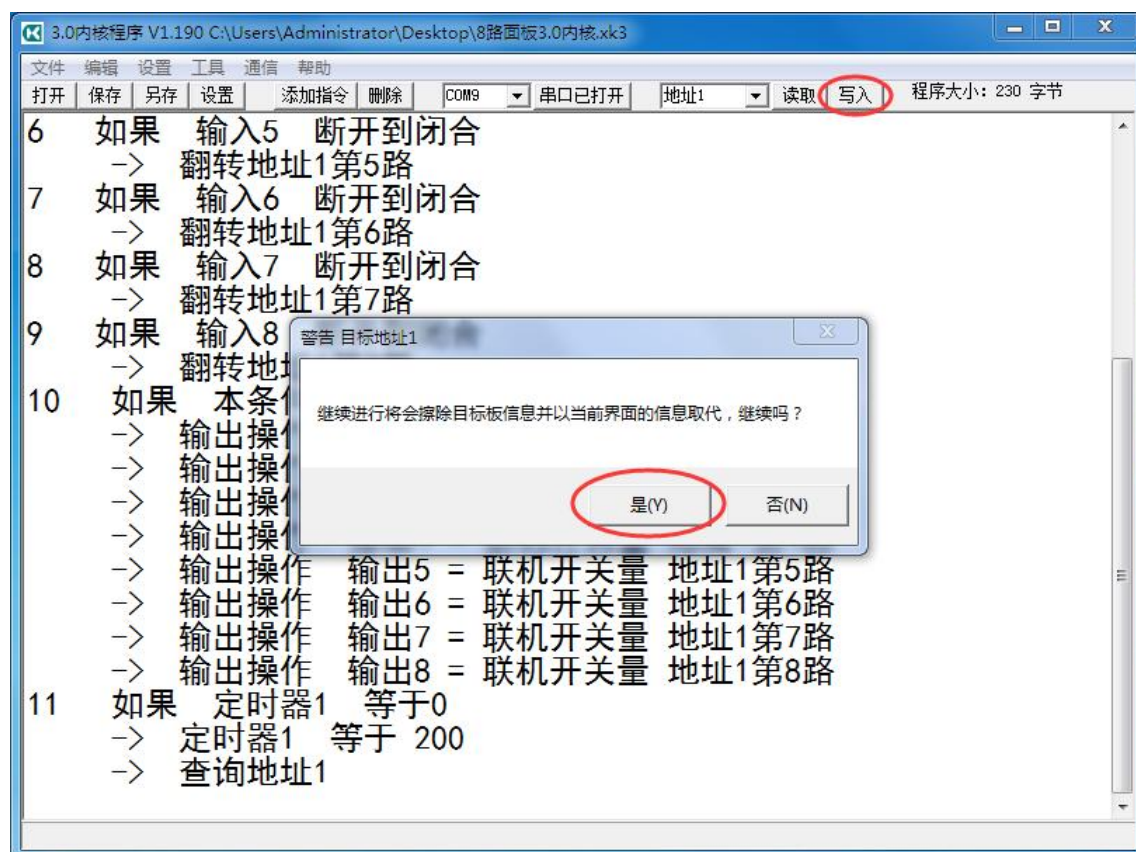 3.0内核程序 V1.190 C:\Users\Administrator\Desktop\8路面板3.0内核.xk3
文件 编辑 设置 工具 通信 帮助
打开 保存 另存 设置 添加指令 删除 COM9 串口已打开 地址1 读取 写入 程序大小: 230 字节
6 如果 输入5 断开到闭合
-> 翻转地址1第5路
7 如果 输入6 断开到闭合
-> 翻转地址1第6路
8 如果 输入7 断开到闭合
-> 翻转地址1第7路
9 如果 输入8
-> 翻转地
警告 目标地址1
继续进行将会擦除目标板信息并以当前界面的信息取代，继续吗？
是(Y) 否(N)
10 如果 本条
-> 输出操
-> 输出操
-> 输出操
-> 输出操
-> 输出操作 输出5 = 联机开关量 地址1第5路
-> 输出操作 输出6 = 联机开关量 地址1第6路
-> 输出操作 输出7 = 联机开关量 地址1第7路
-> 输出操作 输出8 = 联机开关量 地址1第8路
11 如果 定时器1 等于0
-> 定时器1 等于 200
-> 查询地址1